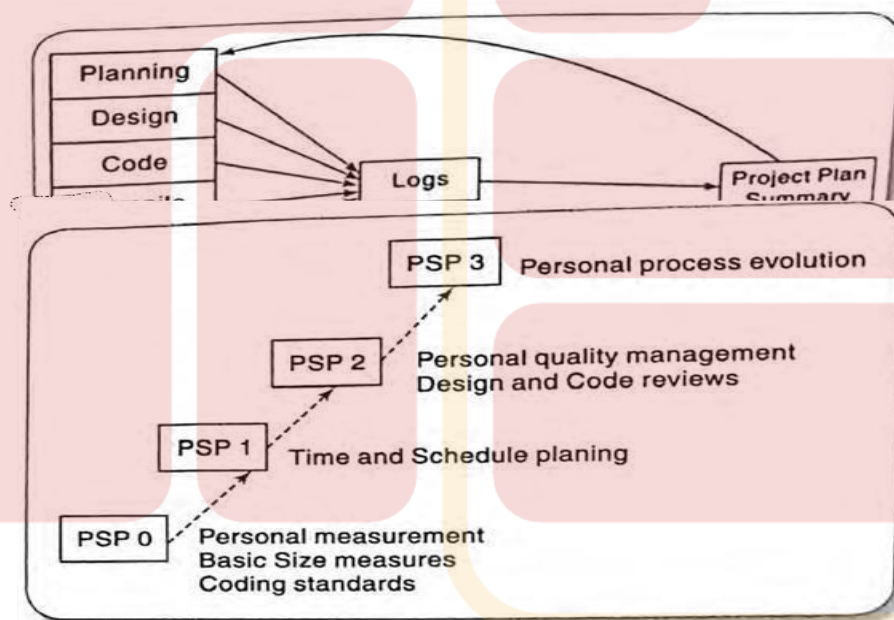 Planning
Design
Code
Logs
Project Plan
Summary
PSP 3
Personal process evolution
PSP 2
Personal quality management
Design and Code reviews
PSP 1
Time and Schedule planing
PSP 0
Personal measurement
Basic Size measures
Coding standards